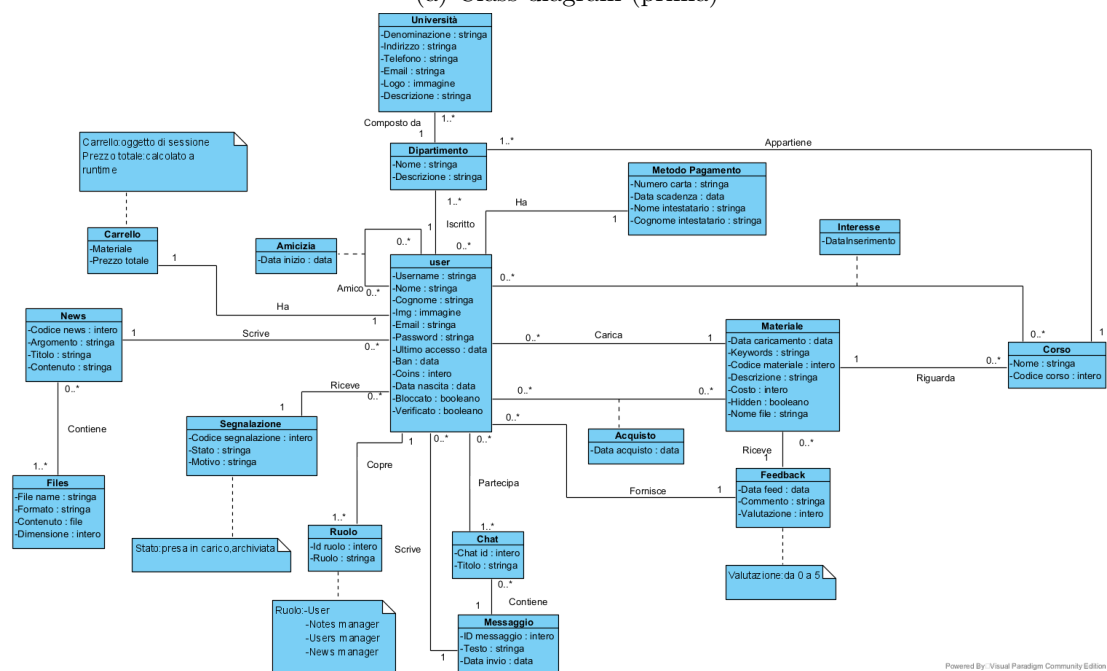 (a) Class diagram (prima)
Università
-Denominazione : stringa
-Indirizzo : stringa
-Telefono : stringa
-Email : stringa
-Logo : immagine
-Descrizione : stringa
1..*
Composto da
1
Dipartimento
-Nome : stringa
-Descrizione : stringa
1..*
Appartiene
1
Carrello:oggetto di sessione
Prezzo totale:calcolato a
runtime
Metodo Pagamento
-Numero carta : stringa
-Data scadenza : data
-Nome intestatario : stringa
-Cognome intestatario : stringa
1..*
Iscritto
0..*
Ha
1
1
Carrello
-Materiale
-Prezzo totale
1
Ha
1
Amicizia
-Data inizio : data
0..*
Amico
0..*
Interesse
-DataInserimento
0..*
0..*
user
-Username : stringa
-Nome : stringa
-Cognome : stringa
-Img : immagine
-Email : stringa
-Password : stringa
-Ultimo accesso : data
-Ban : data
-Coins : intero
-Data nascita : data
-Bloccato : booleano
-Verificato : booleano
News
-Codice news : intero
-Argomento : stringa
-Titolo : stringa
-Contenuto : stringa
1
Scrive
0..*
0..*
Carica
1
Materiale
-Data caricamento : data
-Keywords : stringa
-Codice materiale : intero
-Descrizione : stringa
-Costo : intero
-Hidden : booleano
-Nome file : stringa
1
Riguarda
0..*
Corso
-Nome : stringa
-Codice corso : intero
0..*
Contiene
1..*
Riceve
1
0..*
0..*
0..*
Segnalazione
-Codice segnalazione : intero
-Stato : stringa
-Motivo : stringa
Acquisto
-Data acquisto : data
0..*
Riceve
1
Files
-File name : stringa
-Formato : stringa
-Contenuto : file
-Dimensione : intero
1
Copre
1..*
0..*
Scrive
1
0..*
Partecipa
1..*
0..*
Fornisce
1
Feedback
-Data feed : data
-Commento : stringa
-Valutazione : intero
Stato:presa in carico,archiviata
Ruolo
-Id ruolo : intero
-Ruolo : stringa
Chat
-Chat id : intero
-Titolo : stringa
Valutazione:da 0 a 5
0..*
Contiene
1
Ruolo:-User
-Notes manager
-Users manager
-News manager
Messaggio
-ID messaggio : intero
-Testo : stringa
-Data invio : data
Powered By: Visual Paradigm Community Edition